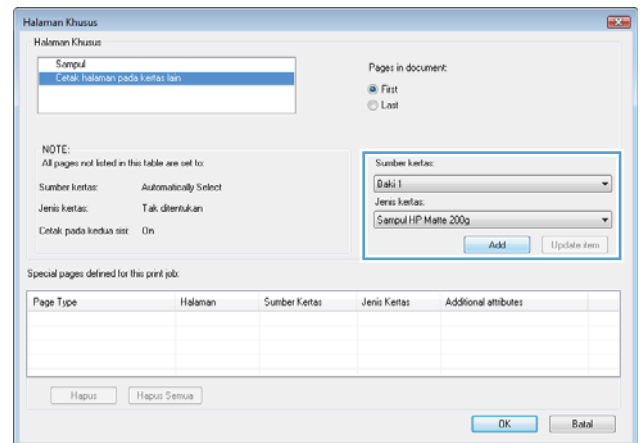 Halaman Khusus
Halaman Khusus
Sampul
Cetak halaman pada kertas lain
Pages in document:
First
Last
NOTE:
All pages not listed in this table are set to:
Sumber kertas: Automatically Select
Jenis kertas: Tak ditentukan
Cetak pada kedua sisi: On
Sumber kertas:
Baki 1
Jenis kertas:
Sampul HP Matte 200g
Add Update item
Special pages defined for this print job:
Page Type Halaman Sumber Kertas Jenis Kertas Additional attributes
Hapus Hapus Semua
OK Batal